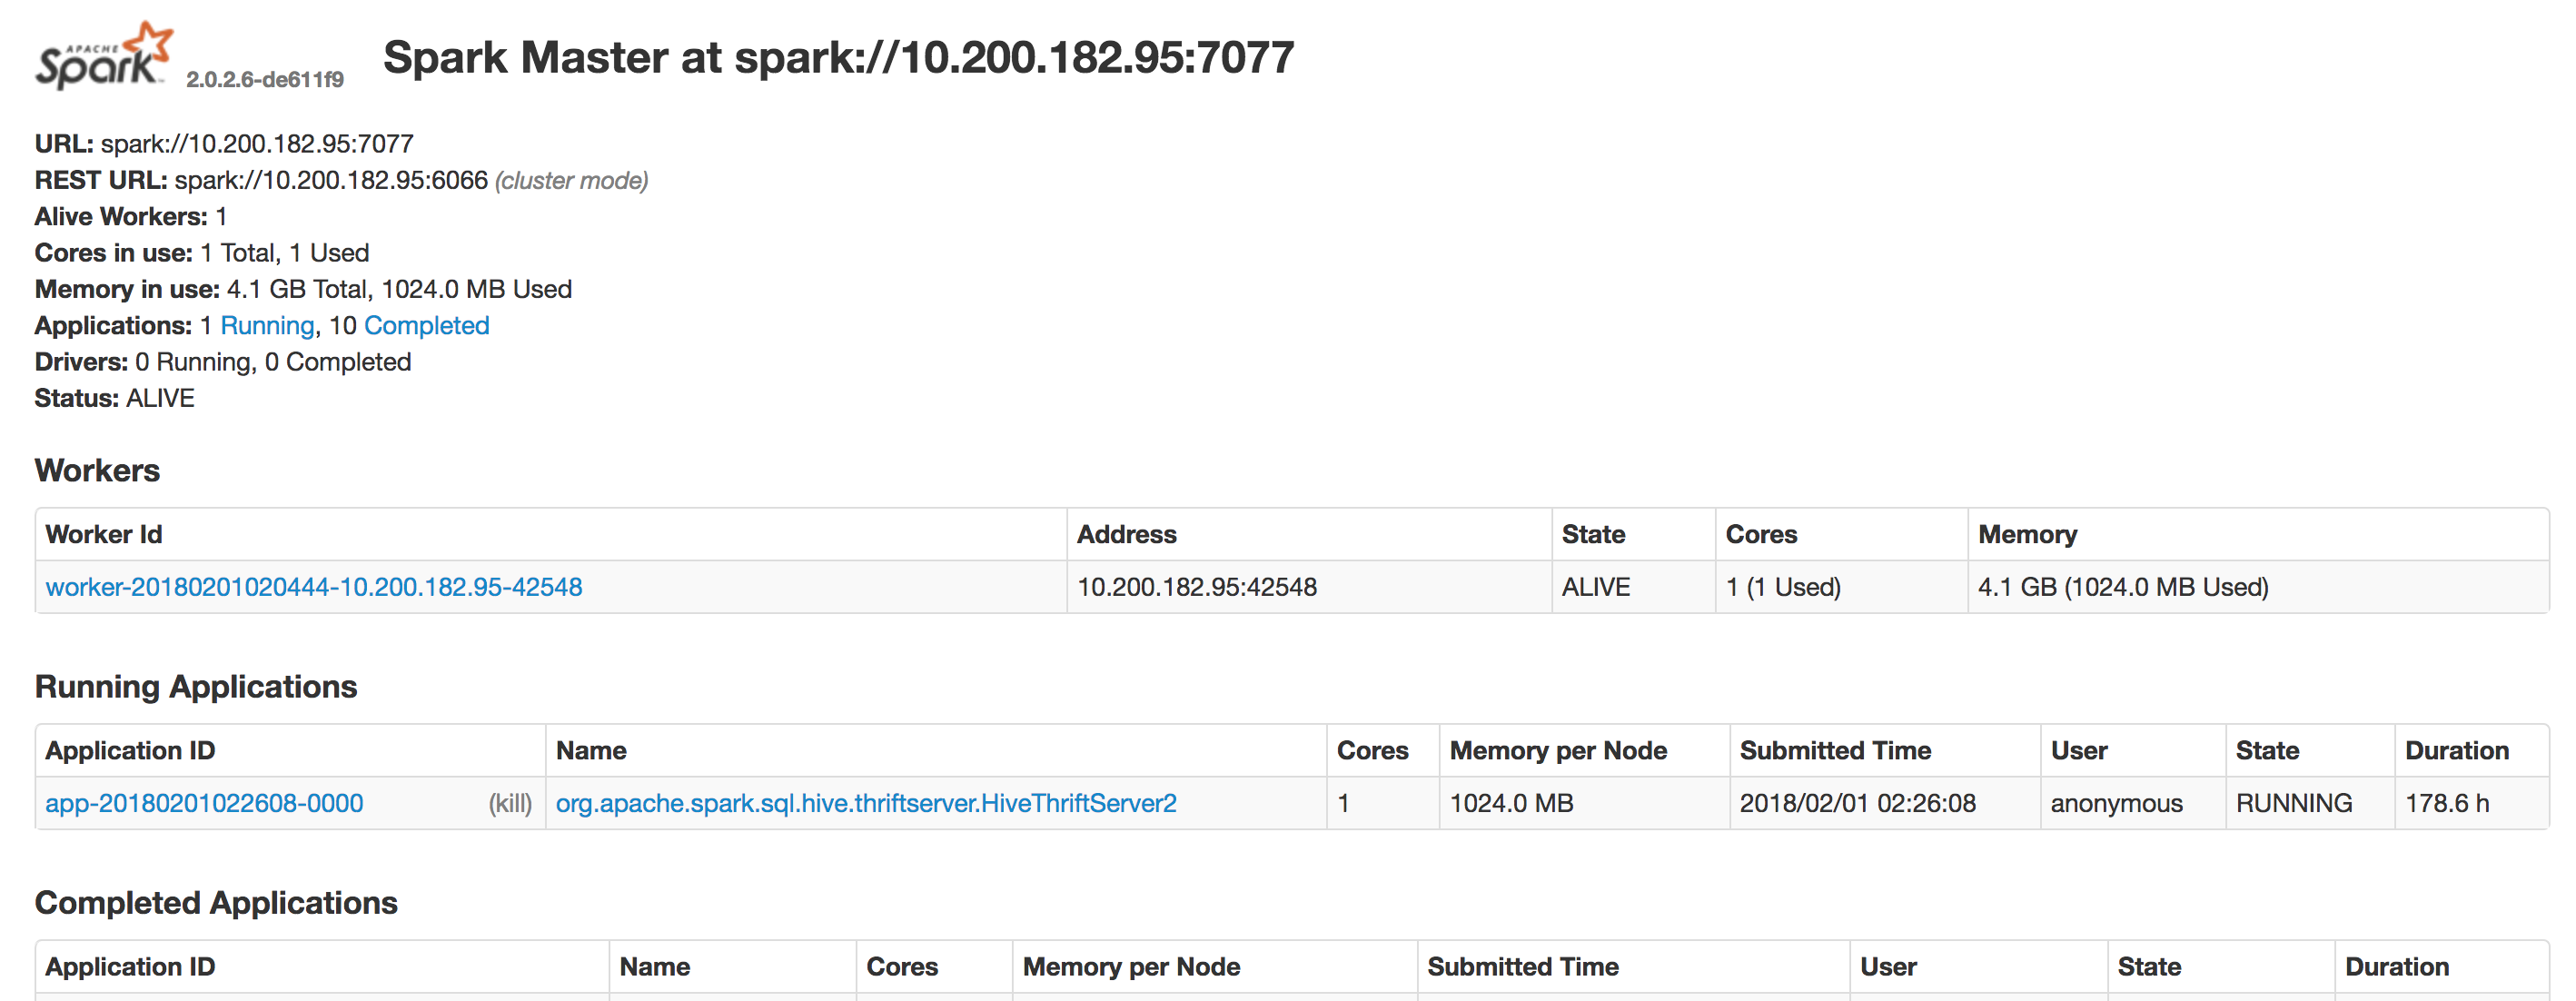 APACHE Spark 2.0.2.6-de611f9 Spark Master at spark://10.200.182.95:7077
URL: spark://10.200.182.95:7077
REST URL: spark://10.200.182.95:6066 (cluster mode)
Alive Workers: 1
Cores in use: 1 Total, 1 Used
Memory in use: 4.1 GB Total, 1024.0 MB Used
Applications: 1 Running, 10 Completed
Drivers: 0 Running, 0 Completed
Status: ALIVE
Workers
Worker Id Address State Cores Memory
worker-20180201020444-10.200.182.95-42548 10.200.182.95:42548 ALIVE 1 (1 Used) 4.1 GB (1024.0 MB Used)
Running Applications
Application ID Name Cores Memory per Node Submitted Time User State Duration
app-20180201022608-0000 (kill) org.apache.spark.sql.hive.thriftserver.HiveThriftServer2 1 1024.0 MB 2018/02/01 02:26:08 anonymous RUNNING 178.6 h
Completed Applications
Application ID Name Cores Memory per Node Submitted Time User State Duration